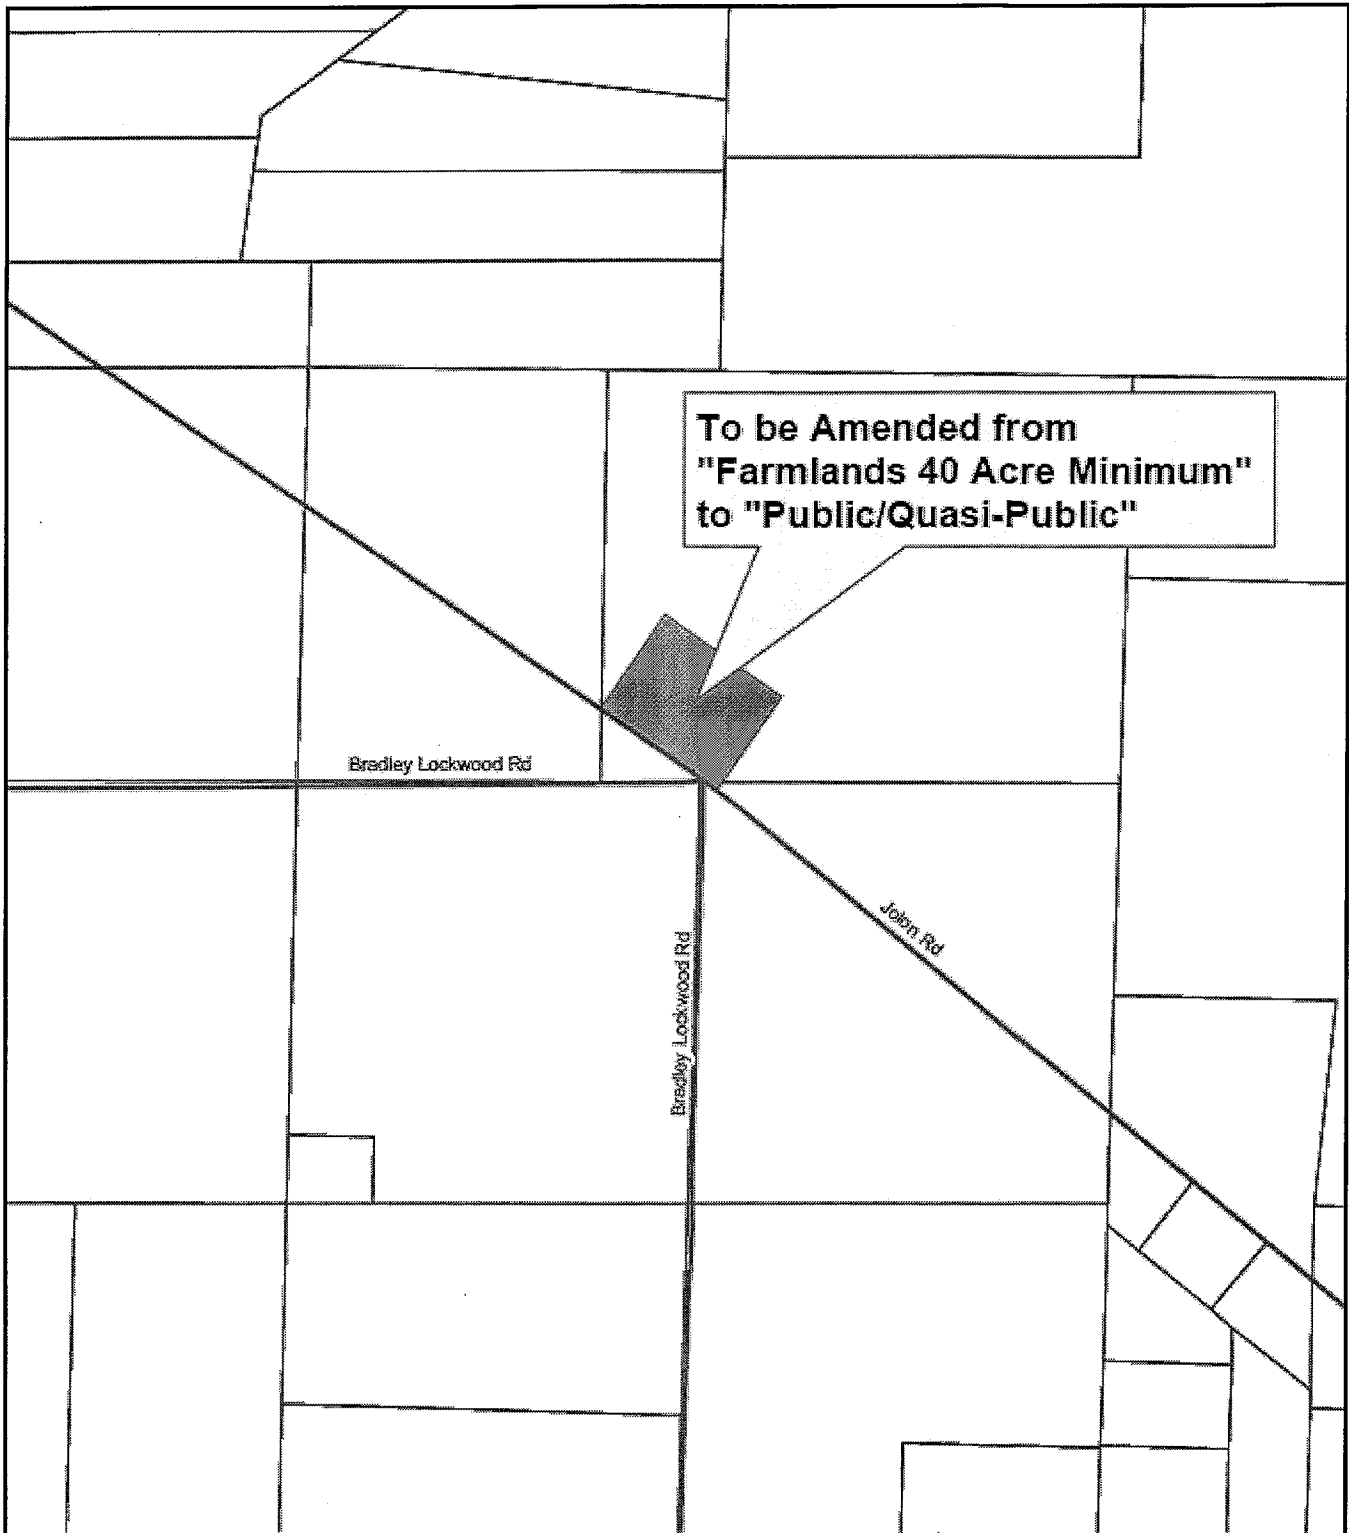 To be Amended from
"Farmlands 40 Acre Minimum"
to "Public/Quasi-Public"
Bradley Lockwood Rd
Jolon Rd
Bradley Lockwood Rd